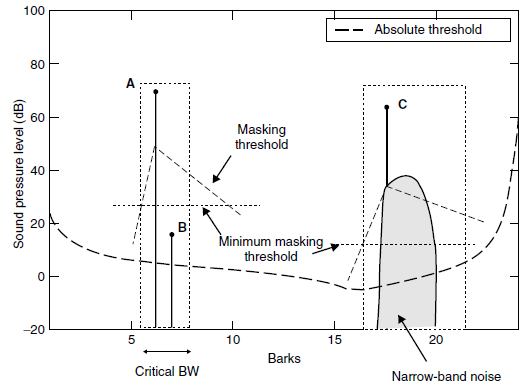 100
Absolute threshold
80
A
C
60
Masking
threshold
40
20
B
Minimum masking
threshold
0
−20
5
10
15
20
Sound pressure level (dB)
Barks
Critical BW
Narrow-band noise